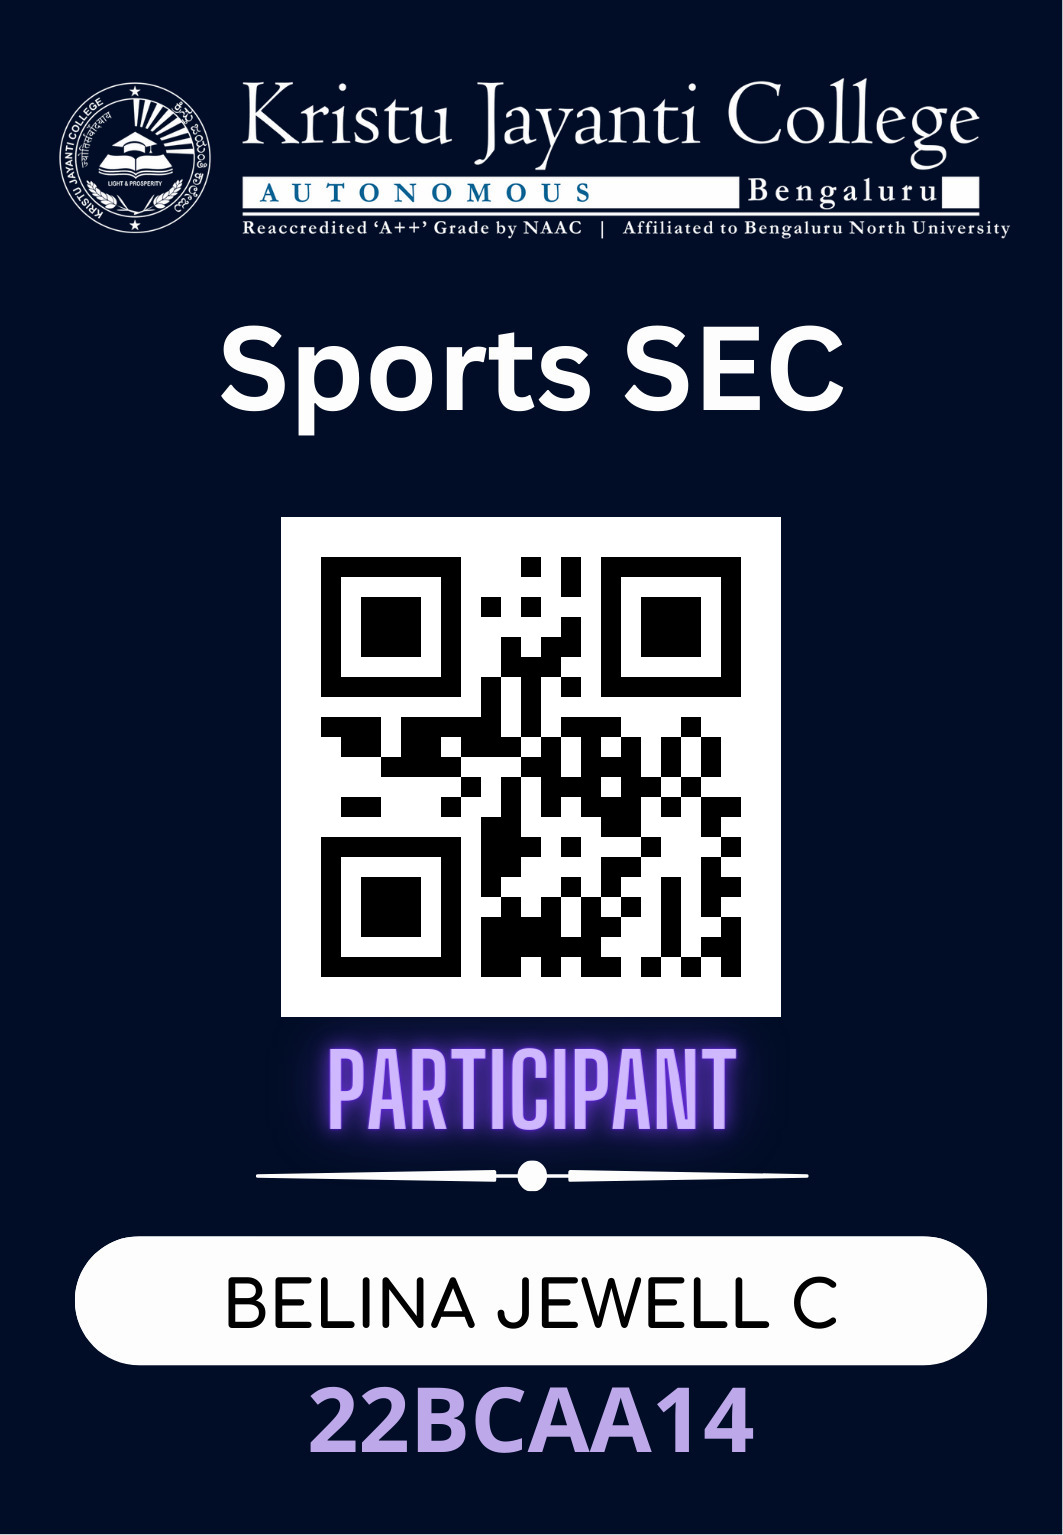 KRISTU JAYANTI COLLEGE
ಕ್ರಿಸ್ತು ಜಯಂತಿ ಕಾಲೇಜು
LIGHT & PROSPERITY
Kristu Jayanti College
AUTONOMOUS Bengaluru
Reaccredited ‘A++’ Grade by NAAC | Affiliated to Bengaluru North University
Sports SEC
PARTICIPANT
BELINA JEWELL C
22BCAA14